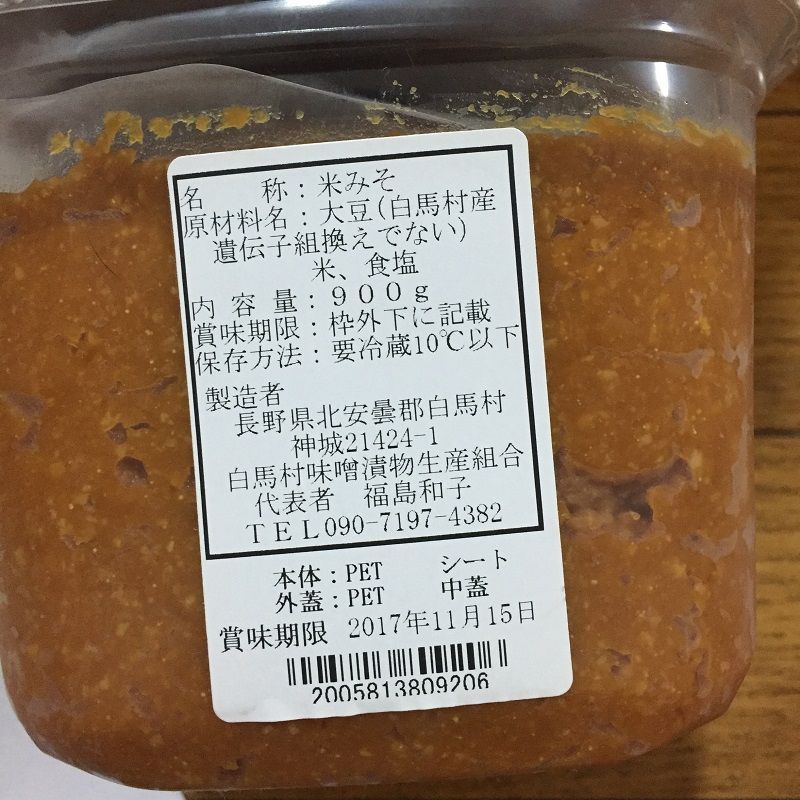 名　　称：米みそ
原材料名：大豆(白馬村産
遺伝子組換えでない)
米、食塩
内 容 量：９００ｇ
賞味期限：枠外下に記載
保存方法：要冷蔵10℃以下
製造者
長野県北安曇郡白馬村
神城21424-1
白馬村味噌漬物生産組合
代表者　福島和子
ＴＥＬ090-7197-4382
本体：PET　シート
外蓋：PET　中蓋
賞味期限 2017年11月15日
2005813809206